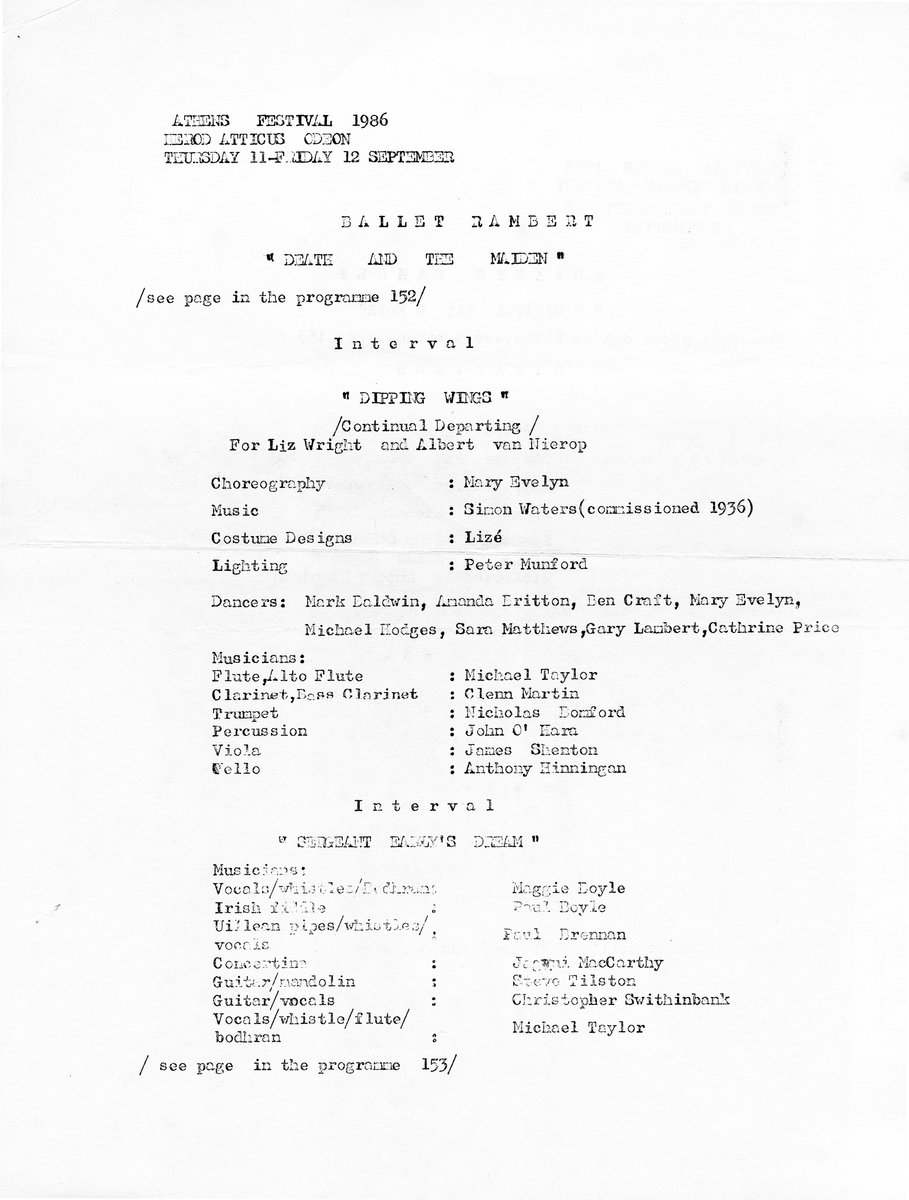 ATHENS FESTIVAL 1986
HEROD ATTICUS ODEON
THURSDAY 11-FRIDAY 12 SEPTEMBER
BALLET RAMBERT
" DEATH AND THE MAIDEN "
/see page in the programme 152/
Interval
" DIPPING WINGS "
/Continual Departing /
For Liz Wright and Albert van Nierop
Choreography : Mary Evelyn
Music : Simon Waters(commissioned 1936)
Costume Designs : Lizé
Lighting : Peter Munford
Dancers: Mark Baldwin, Amanda Britton, Ben Craft, Mary Evelyn,
Michael Hodges, Sara Matthews,Gary Lambert,Cathrine Price
Musicians:
Flute,Alto Flute : Michael Taylor
Clarinet,Bass Clarinet : Glenn Martin
Trumpet : Nicholas Bomford
Percussion : John O' Hara
Viola : James Shenton
Cello : Anthony Hinningan
Interval
" SERGEANT EARLY'S DREAM "
Musicians:
Vocals/whistles/Bodhran: Maggie Boyle
Irish fiddle : Paul Boyle
Uillean pipes/whistles/
vocals : Paul Brennan
Concertina : Jacqui MacCarthy
Guitar/mandolin : Steve Tilston
Guitar/vocals : Christopher Swithinbank
Vocals/whistle/flute/
bodhran : Michael Taylor
/ see page in the programme 153/